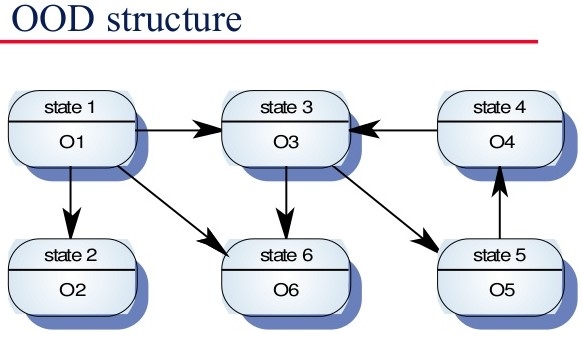 OOD structure
state 1
O1
state 3
O3
state 4
O4
state 2
O2
state 6
O6
state 5
O5